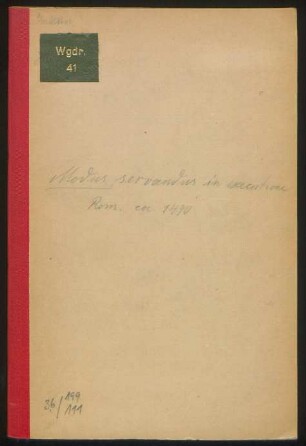 Wgdr.
41
Modus servandus in executione
Rom. ca 1470
36/199
111